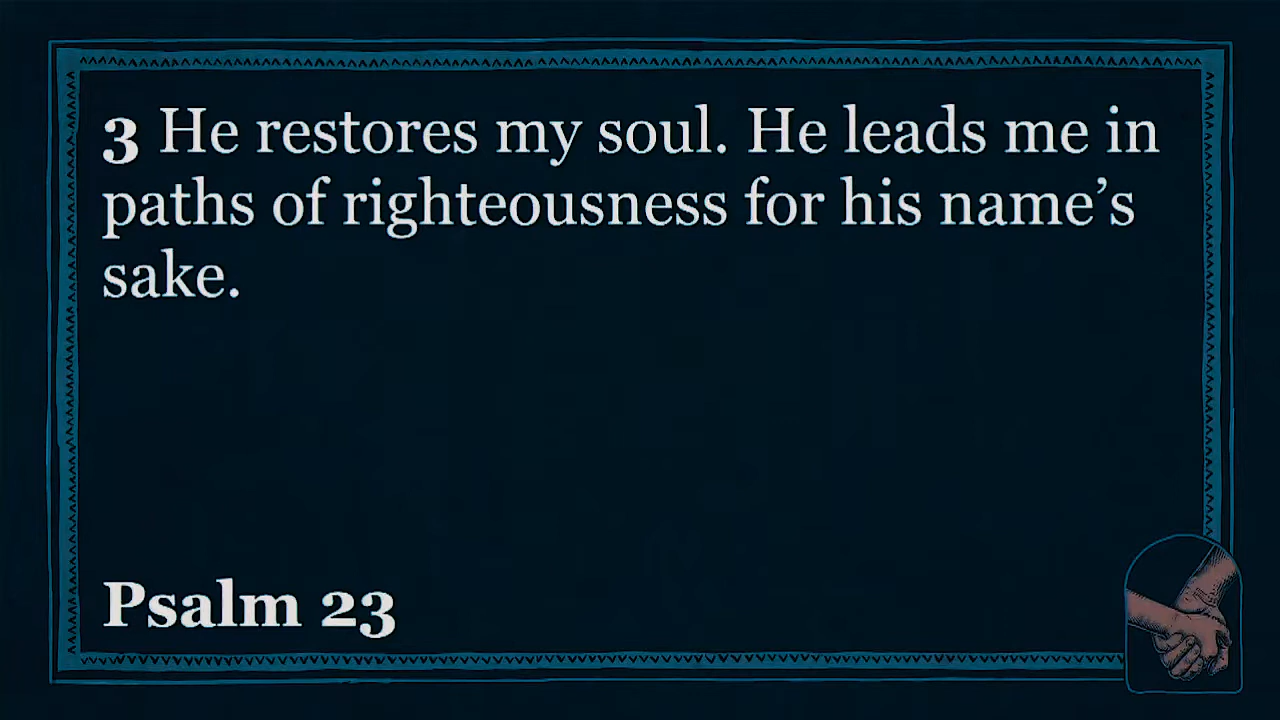 3 He restores my soul. He leads me in
paths of righteousness for his name’s
sake.
Psalm 23